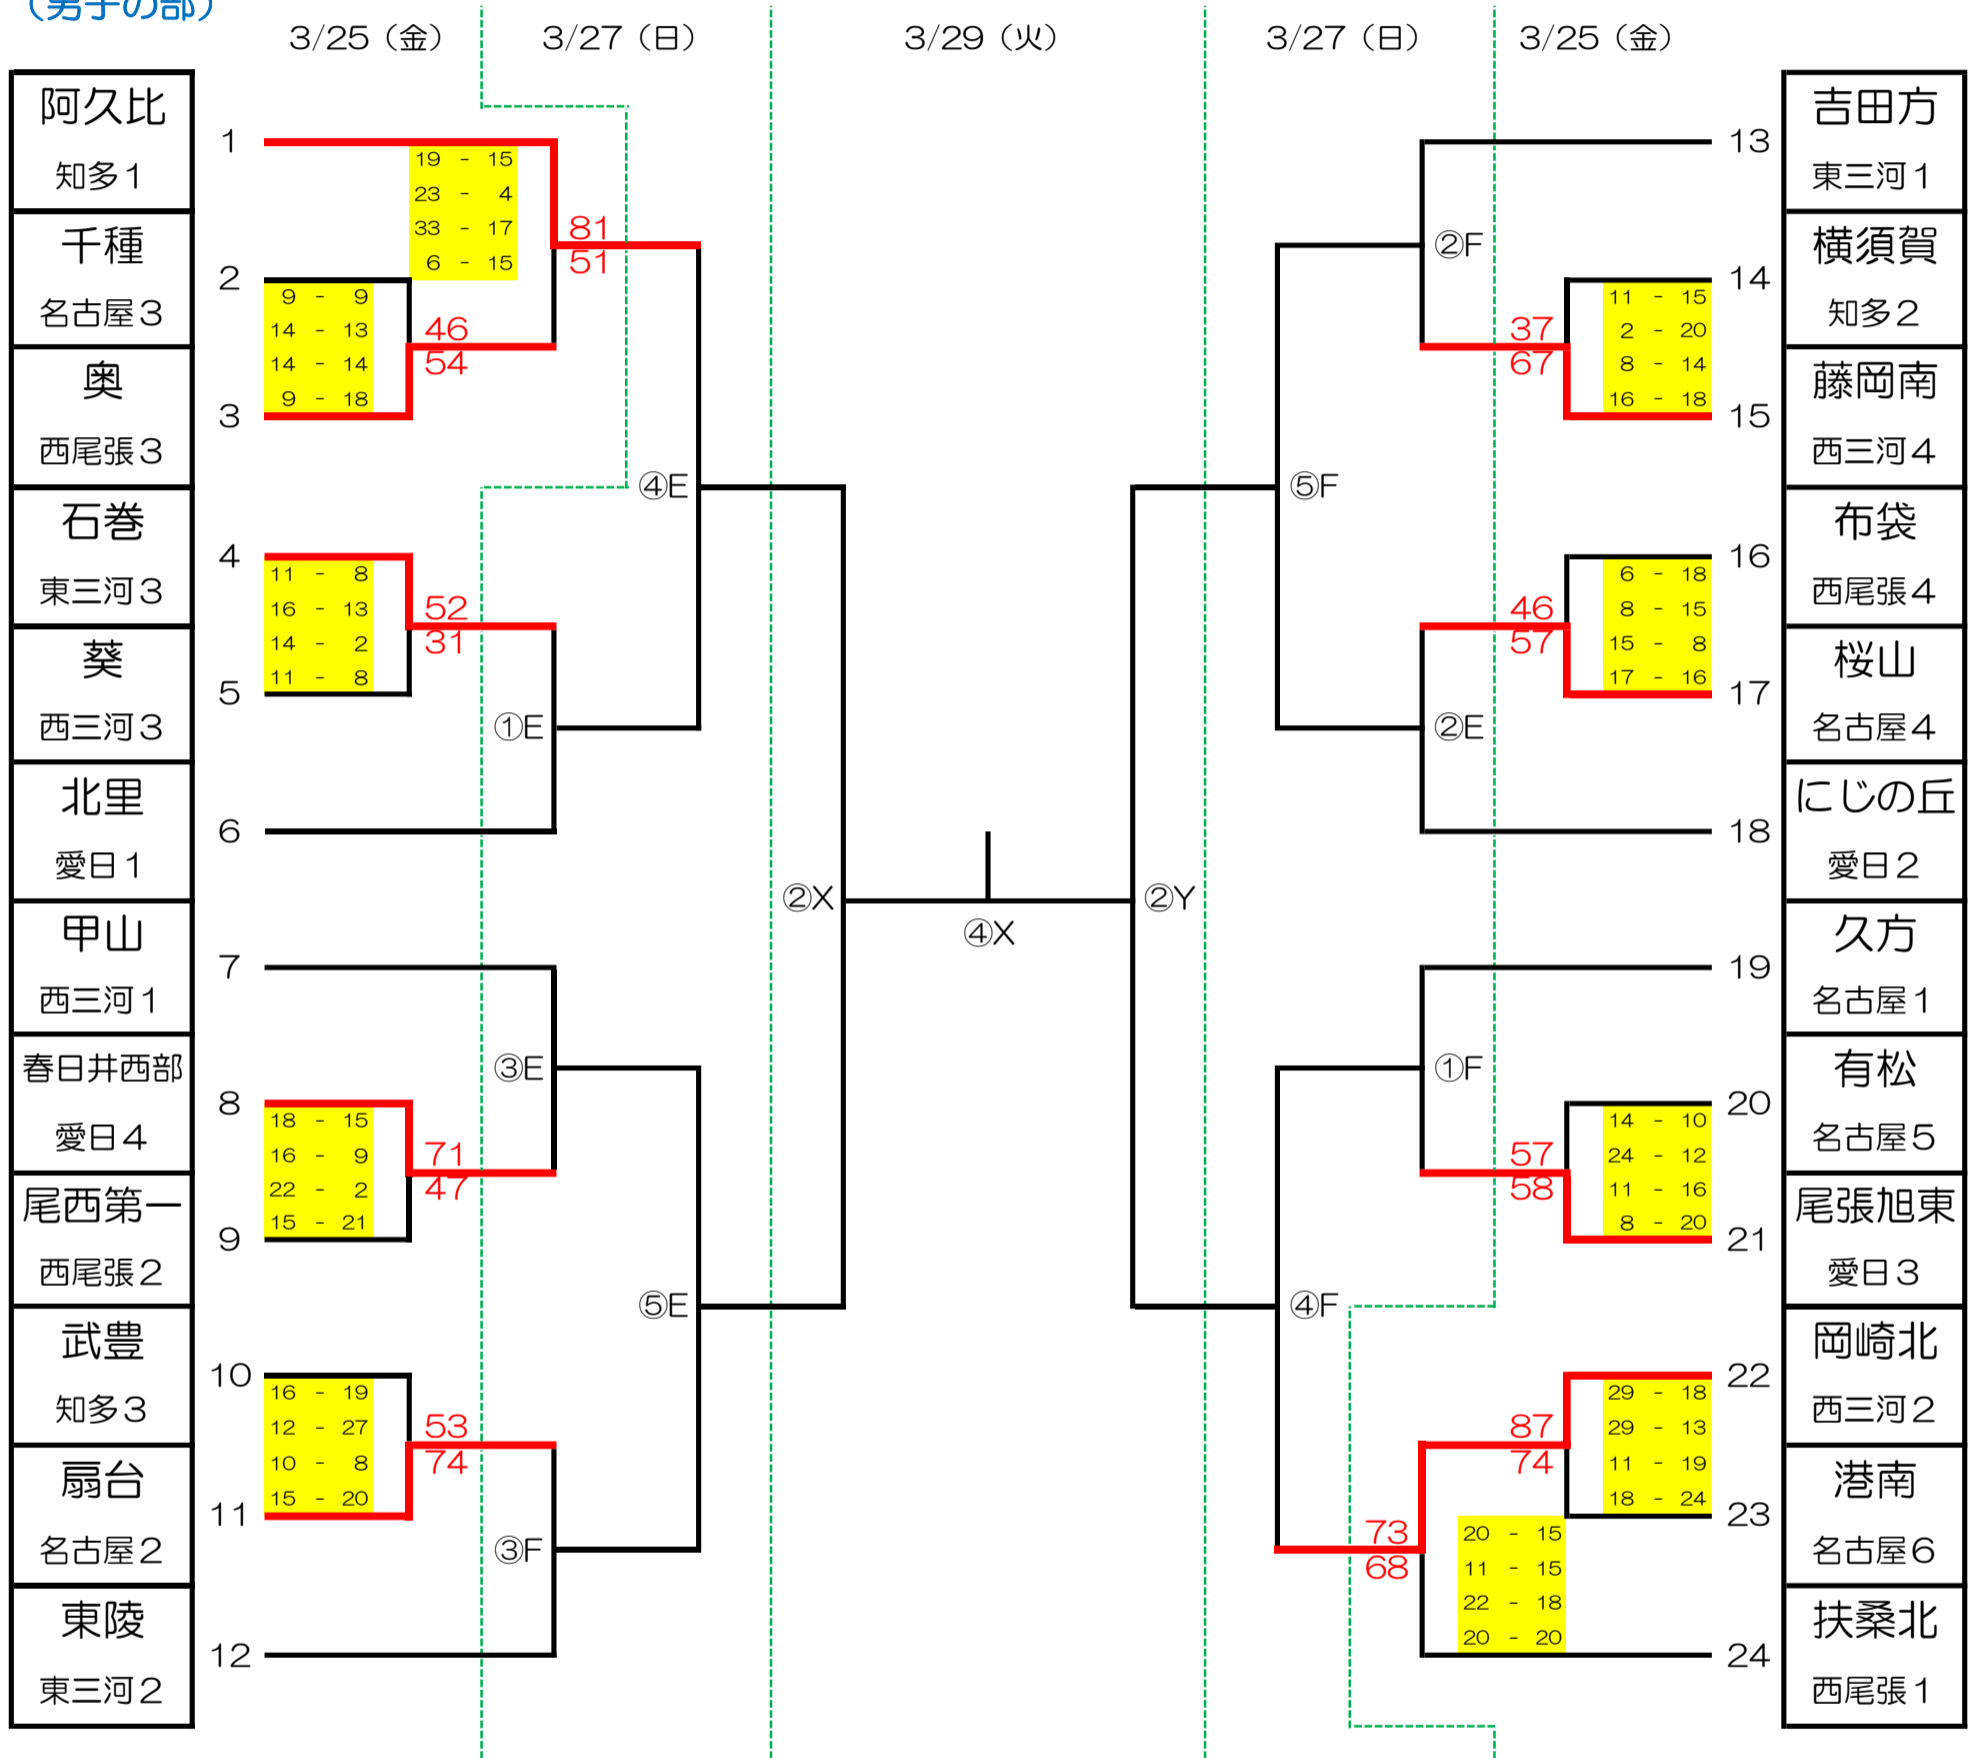 (男子の部)
3/25（金）
3/27（日）
3/29（火）
3/27（日）
3/25（金）
阿久比
知多1
1
千種
名古屋3
2
奥
西尾張3
3
石巻
東三河3
4
葵
西三河3
5
北里
愛日1
6
甲山
西三河1
7
春日井西部
愛日4
8
尾西第一
西尾張2
9
武豊
知多3
10
扇台
名古屋2
11
東陵
東三河2
12
19 - 15
23 - 4
33 - 17
6 - 15
81
51
9 - 9
14 - 13
14 - 14
9 - 18
46
54
④E
11 - 8
16 - 13
14 - 2
11 - 8
52
31
①E
③E
18 - 15
16 - 9
22 - 2
15 - 21
71
47
⑤E
16 - 19
12 - 27
10 - 8
15 - 20
53
74
③F
②X
④X
②Y
②F
11 - 15
2 - 20
8 - 14
16 - 18
37
67
⑤F
6 - 18
8 - 15
15 - 8
17 - 16
46
57
②E
①F
14 - 10
24 - 12
11 - 16
8 - 20
57
58
④F
29 - 18
29 - 13
11 - 19
18 - 24
87
74
73
68
20 - 15
11 - 15
22 - 18
20 - 20
13
吉田方
東三河1
14
横須賀
知多2
15
藤岡南
西三河4
16
布袋
西尾張4
17
桜山
名古屋4
18
にじの丘
愛日2
19
久方
名古屋1
20
有松
名古屋5
21
尾張旭東
愛日3
22
岡崎北
西三河2
23
港南
名古屋6
24
扶桑北
西尾張1